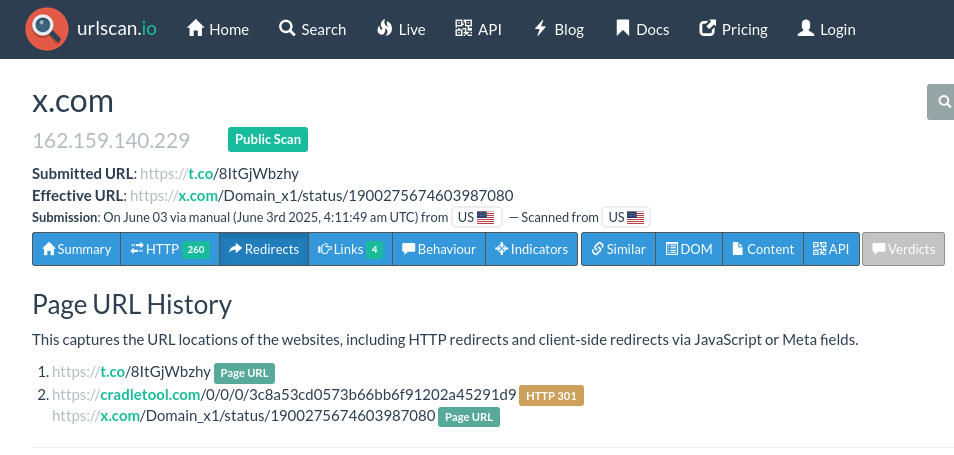 urlscan.io Home Search Live API Blog Docs Pricing Login
x.com
162.159.140.229 Public Scan
Submitted URL: https://t.co/8ItGjWbzhy
Effective URL: https://x.com/Domain_x1/status/1900275674603987080
Submission: On June 03 via manual (June 3rd 2025, 4:11:49 am UTC) from US — Scanned from US
Summary HTTP 260 Redirects Links 4 Behaviour Indicators Similar DOM Content API Verdicts
Page URL History
This captures the URL locations of the websites, including HTTP redirects and client-side redirects via JavaScript or Meta fields.
1. https://t.co/8ItGjWbzhy Page URL
2. https://cradletool.com/0/0/0/3c8a53cd0573b66bb6f91202a45291d9 HTTP 301
https://x.com/Domain_x1/status/1900275674603987080 Page URL